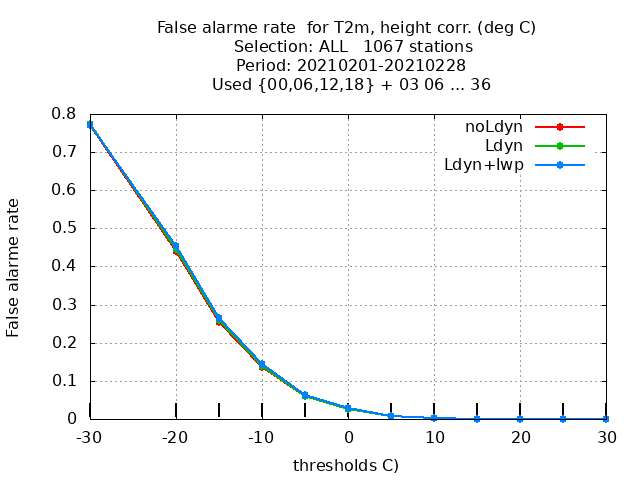 False alarme rate  for T2m, height corr. (deg C)
Selection: ALL   1067 stations
Period: 20210201-20210228
Used {00,06,12,18} + 03 06 ... 36
noLdyn
Ldyn
Ldyn+lwp
False alarme rate
0.8
0.7
0.6
0.5
0.4
0.3
0.2
0.1
0
-30 -20 -10 0 10 20 30
thresholds C)